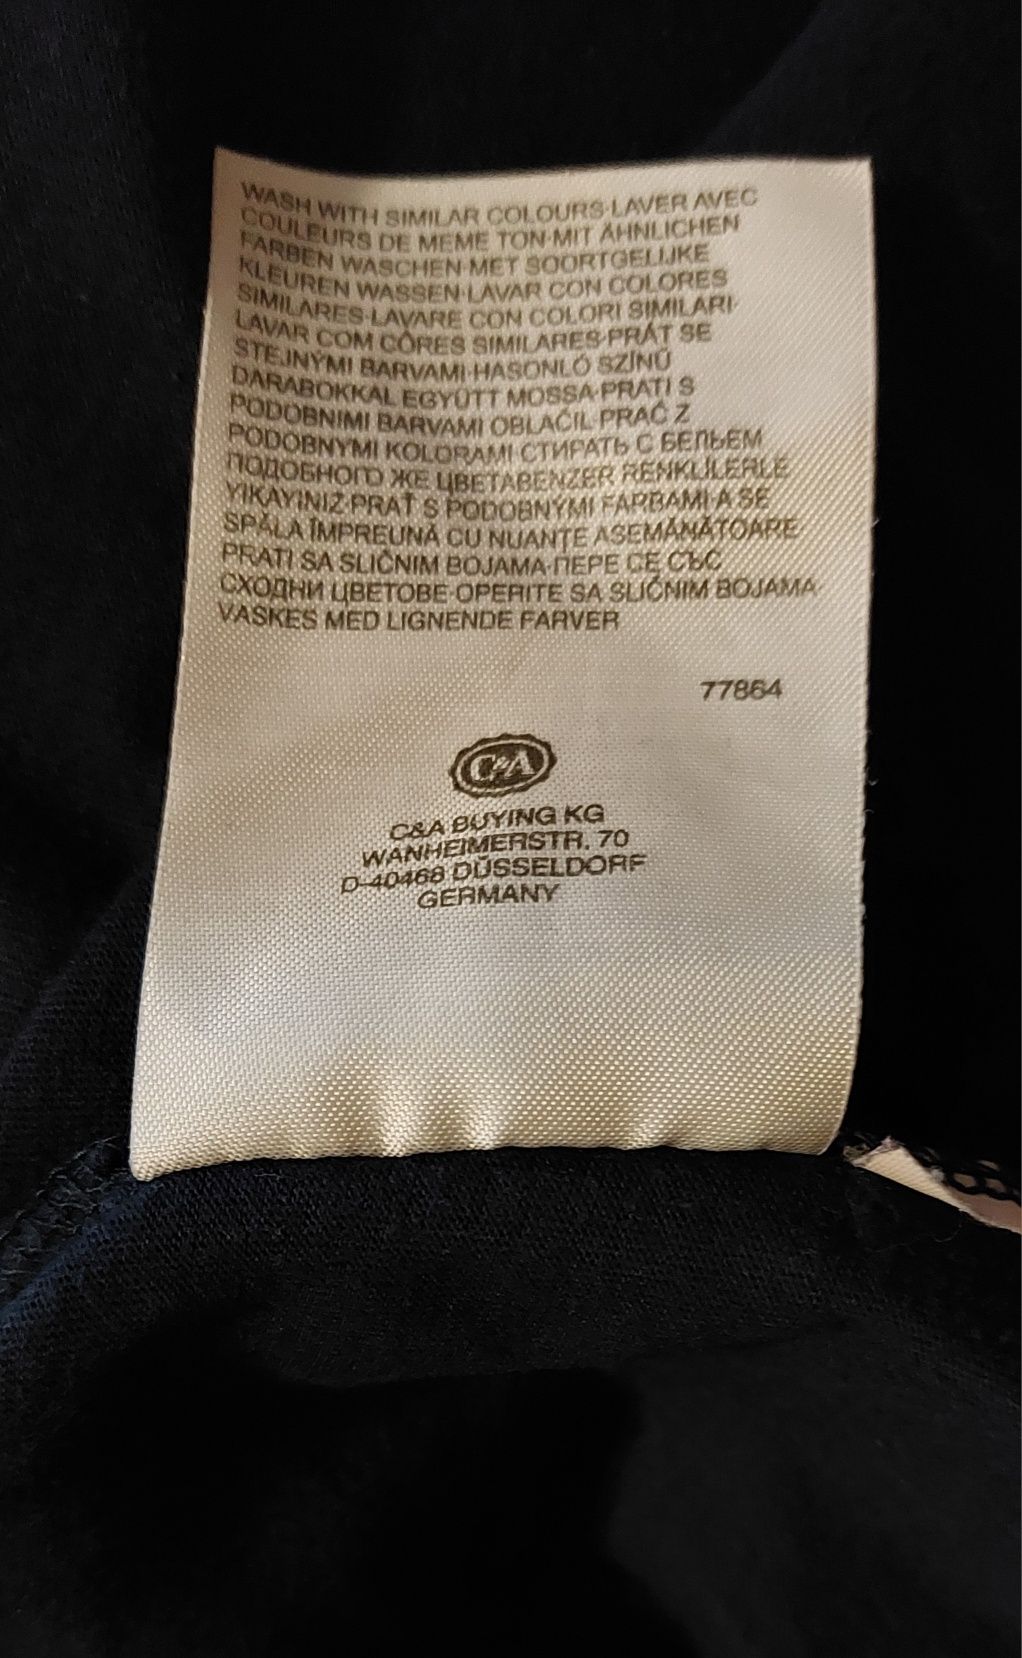 WASH WITH SIMILAR COLOURS·LAVER AVEC
COULEURS DE MEME TON·MIT ÄHNLICHEN
FARBEN WASCHEN·MET SOORTGELIJKE
KLEUREN WASSEN·LAVAR CON COLORES
SIMILARES·LAVARE CON COLORI SIMILARI·
LAVAR COM CÔRES SIMILARES·PRÁT SE
STEJNÝMI BARVAMI·HASONLÓ SZÍNŰ
DARABOKKAL EGYÜTT MOSSA·PRATI S
PODOBNIMI BARVAMI OBLAČIL·PRAĆ Z
PODOBNYMI KOLORAMI·СТИРАТЬ С БЕЛЬЕМ
ПОДОБНОГО ЖЕ ЦВЕТА·BENZER RENKLİLERLE
YIKAYINIZ·PRAŤ S PODOBNÝMI FARBAMI·A SE
SPĂLA ÎMPREUNĂ CU NUANȚE ASEMĂNĂTOARE·
PRATI SA SLIČNIM BOJAMA·ПЕРЕ СЕ СЪС
СХОДНИ ЦВЕТОВЕ·OPERITE SA SLIČNIM BOJAMA·
VASKES MED LIGNENDE FARVER
77864
C&A
C&A BUYING KG
WANHEIMERSTR. 70
D-40468 DÜSSELDORF
GERMANY